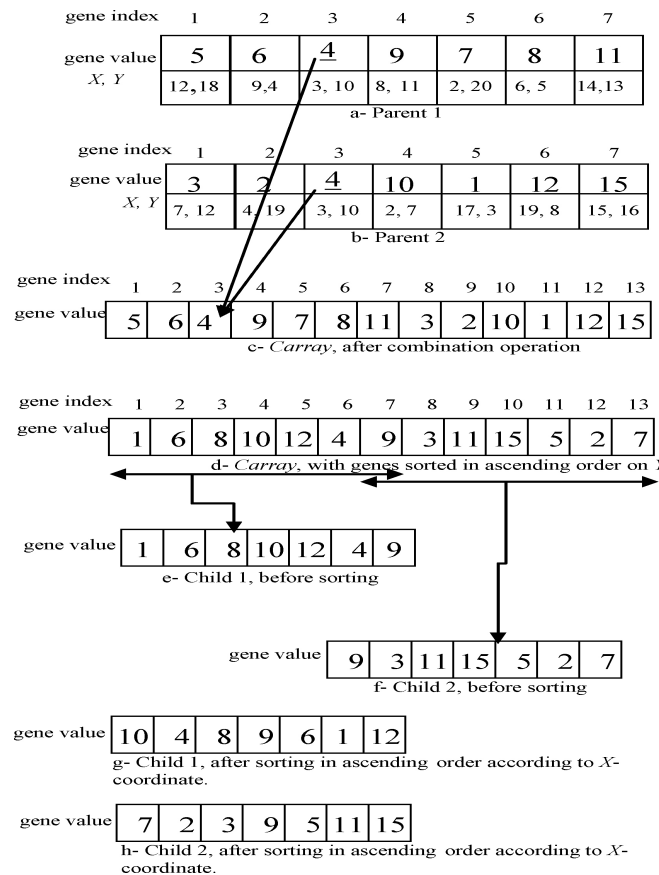 gene index 1 2 3 4 5 6 7
gene value 5 6 4 9 7 8 11
X, Y 12,18 9,4 3, 10 8, 11 2, 20 6, 5 14,13
a- Parent 1
gene index 1 2 3 4 5 6 7
gene value 3 2 4 10 1 12 15
X, Y 7, 12 4, 19 3, 10 2, 7 17, 3 19, 8 15, 16
b- Parent 2
gene index 1 2 3 4 5 6 7 8 9 10 11 12 13
gene value 5 6 4 9 7 8 11 3 2 10 1 12 15
c- Carray, after combination operation
gene index 1 2 3 4 5 6 7 8 9 10 11 12 13
gene value 1 6 8 10 12 4 9 3 11 15 5 2 7
d- Carray, with genes sorted in ascending order on
gene value 1 6 8 10 12 4 9
e- Child 1, before sorting
gene value 9 3 11 15 5 2 7
f- Child 2, before sorting
gene value 10 4 8 9 6 1 12
g- Child 1, after sorting in ascending order according to X-
coordinate.
gene value 7 2 3 9 5 11 15
h- Child 2, after sorting in ascending order according to X-
coordinate.